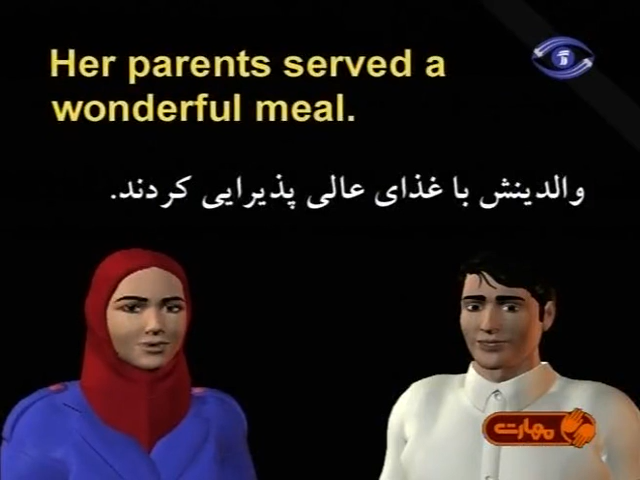 Her parents served a
wonderful meal.
والدینش با غذای عالی پذیرایی کردند.
مهارت